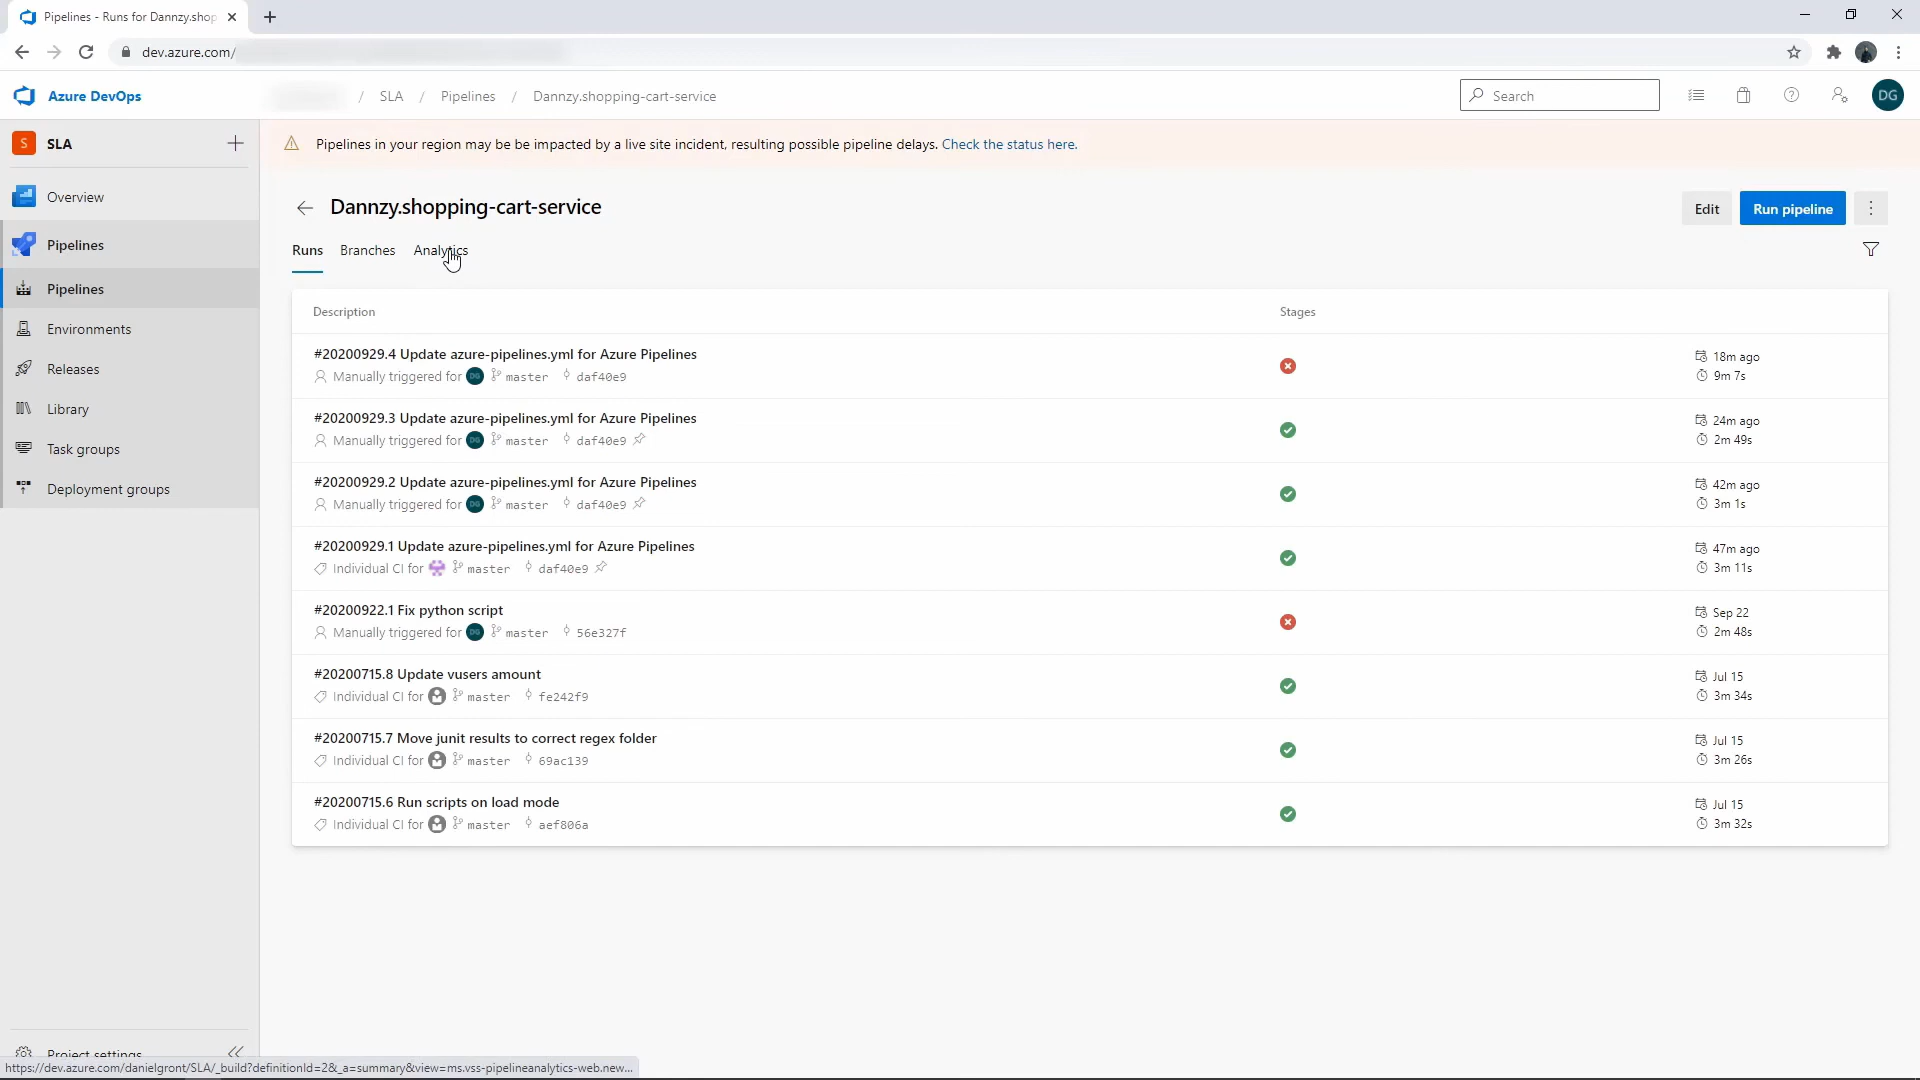 Pipelines - Runs for Dannzy.shop
dev.azure.com/
Azure DevOps
/ SLA / Pipelines / Dannzy.shopping-cart-service
Search
DG
S SLA
Pipelines in your region may be be impacted by a live site incident, resulting possible pipeline delays. Check the status here.
Overview
Pipelines
Pipelines
Environments
Releases
Library
Task groups
Deployment groups
Project settings
Dannzy.shopping-cart-service
Edit
Run pipeline
Runs Branches Analytics
Description Stages
#20200929.4 Update azure-pipelines.yml for Azure Pipelines
18m ago
Manually triggered for DG master daf40e9
9m 7s
#20200929.3 Update azure-pipelines.yml for Azure Pipelines
24m ago
Manually triggered for DG master daf40e9
2m 49s
#20200929.2 Update azure-pipelines.yml for Azure Pipelines
42m ago
Manually triggered for DG master daf40e9
3m 1s
#20200929.1 Update azure-pipelines.yml for Azure Pipelines
47m ago
Individual CI for master daf40e9
3m 11s
#20200922.1 Fix python script
Sep 22
Manually triggered for DG master 56e327f
2m 48s
#20200715.8 Update vusers amount
Jul 15
Individual CI for master fe242f9
3m 34s
#20200715.7 Move junit results to correct regex folder
Jul 15
Individual CI for master 69ac139
3m 26s
#20200715.6 Run scripts on load mode
Jul 15
Individual CI for master aef806a
3m 32s
https://dev.azure.com/danielgront/SLA/_build?definitionId=2&_a=summary&view=ms.vss-pipelineanalytics-web.new...